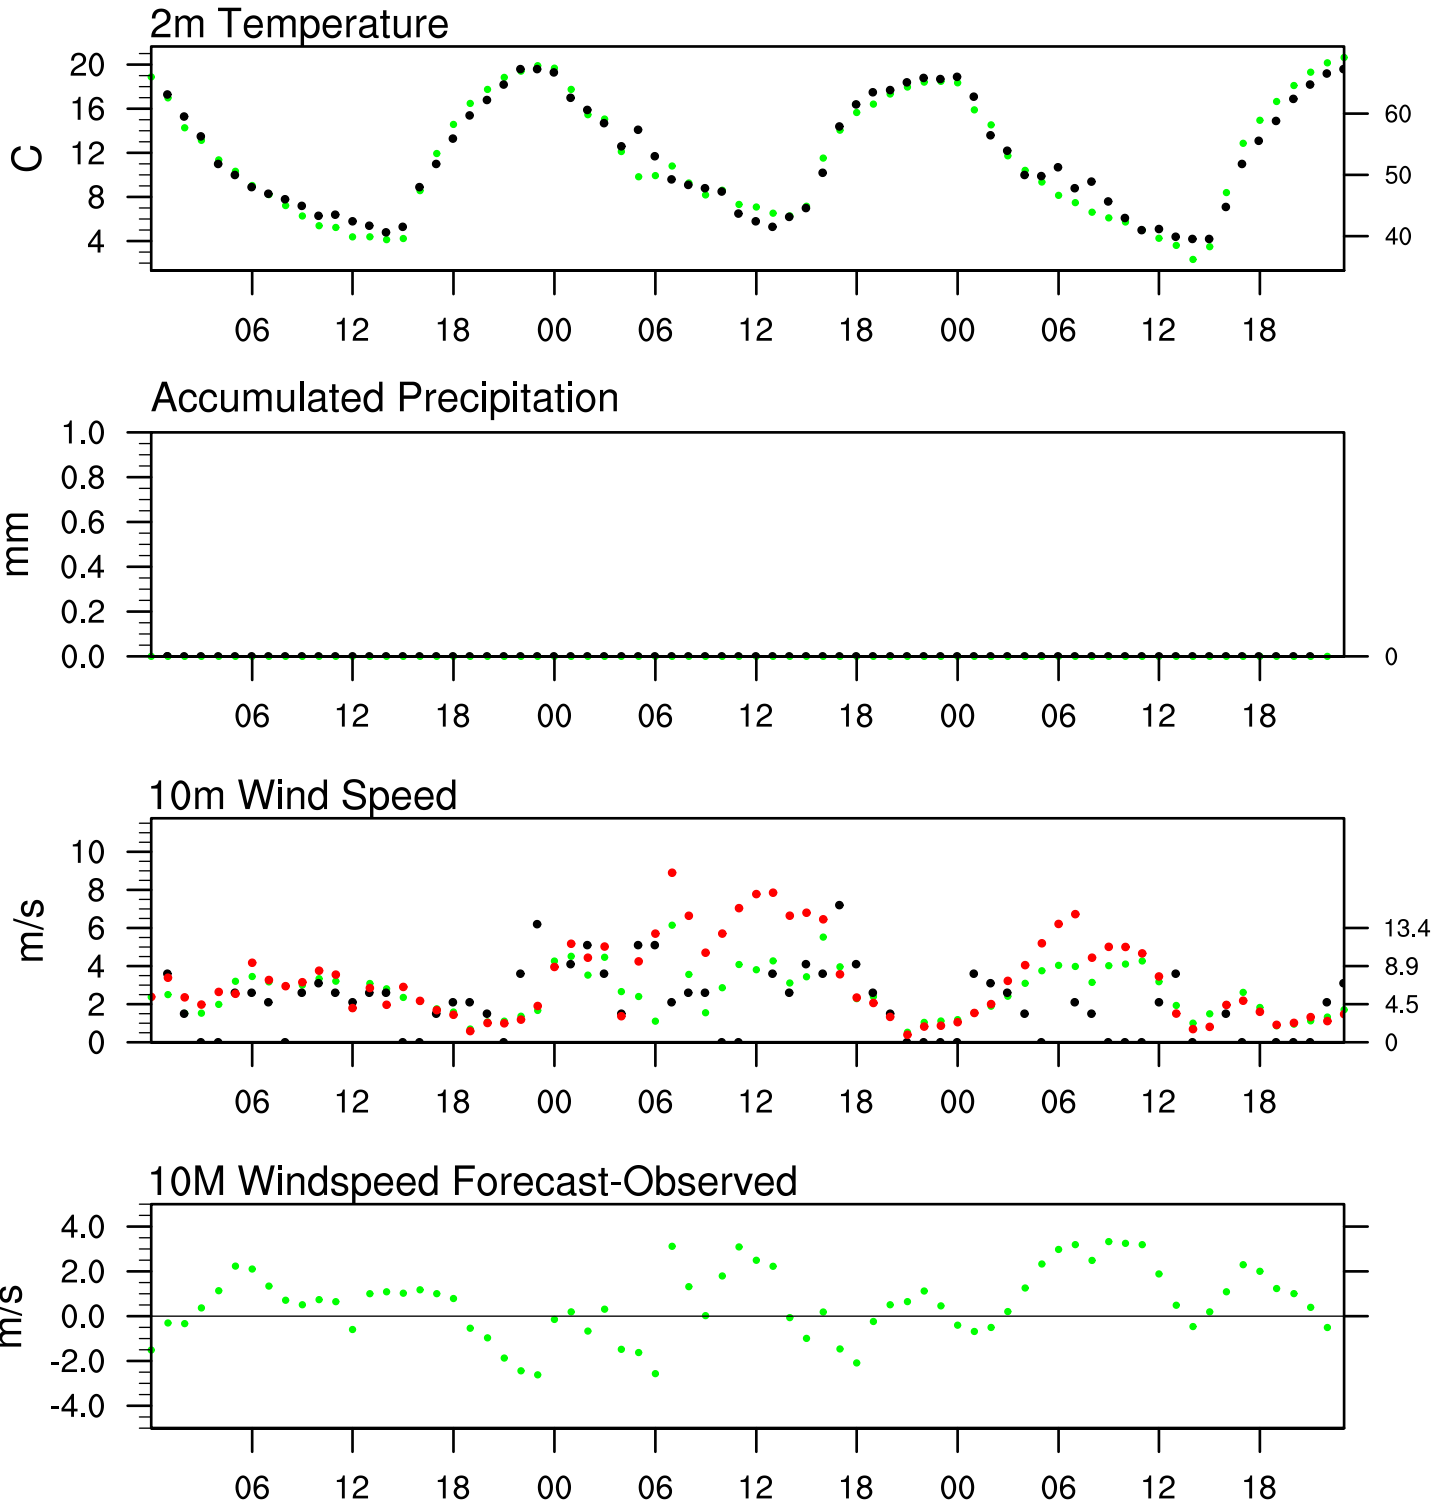 2m Temperature
C
20
16
12
8
4
60
50
40
06 12 18 00 06 12 18 00 06 12 18
Accumulated Precipitation
mm
1.0
0.8
0.6
0.4
0.2
0.0
0
06 12 18 00 06 12 18 00 06 12 18
10m Wind Speed
m/s
10
8
6
4
2
0
13.4
8.9
4.5
0
06 12 18 00 06 12 18 00 06 12 18
10M Windspeed Forecast-Observed
m/s
4.0
2.0
0.0
-2.0
-4.0
06 12 18 00 06 12 18 00 06 12 18